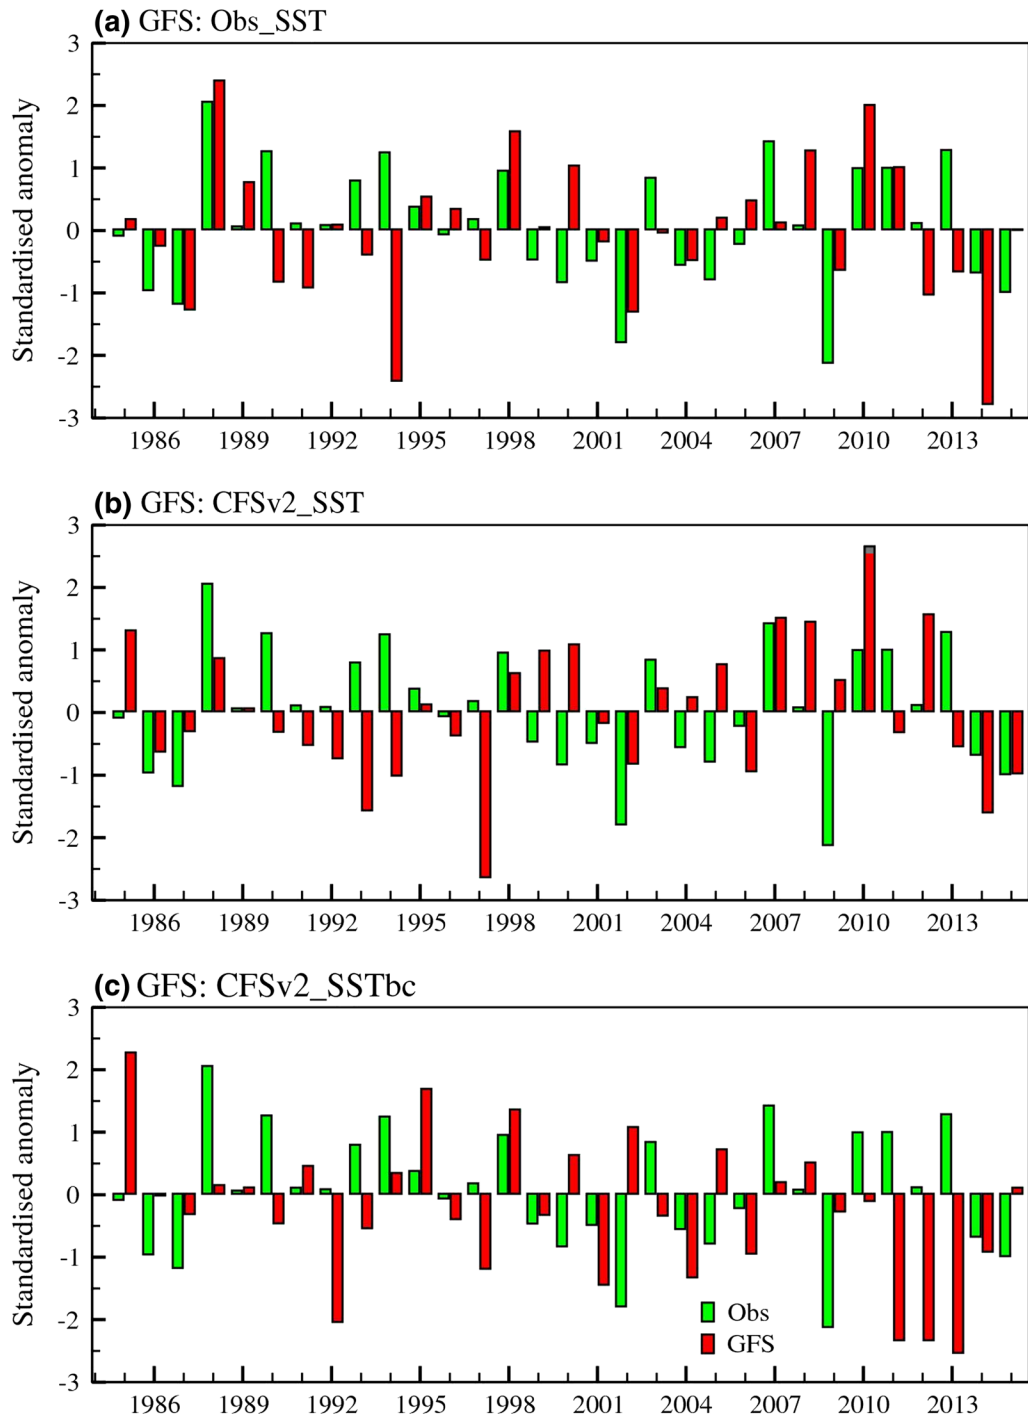 (a) GFS: Obs_SST
Standardised anomaly
3
2
1
0
-1
-2
-3
1986 1989 1992 1995 1998 2001 2004 2007 2010 2013
(b) GFS: CFSv2_SST
Standardised anomaly
3
2
1
0
-1
-2
-3
1986 1989 1992 1995 1998 2001 2004 2007 2010 2013
(c) GFS: CFSv2_SSTbc
Standardised anomaly
3
2
1
0
-1
-2
-3
Obs
GFS
1986 1989 1992 1995 1998 2001 2004 2007 2010 2013